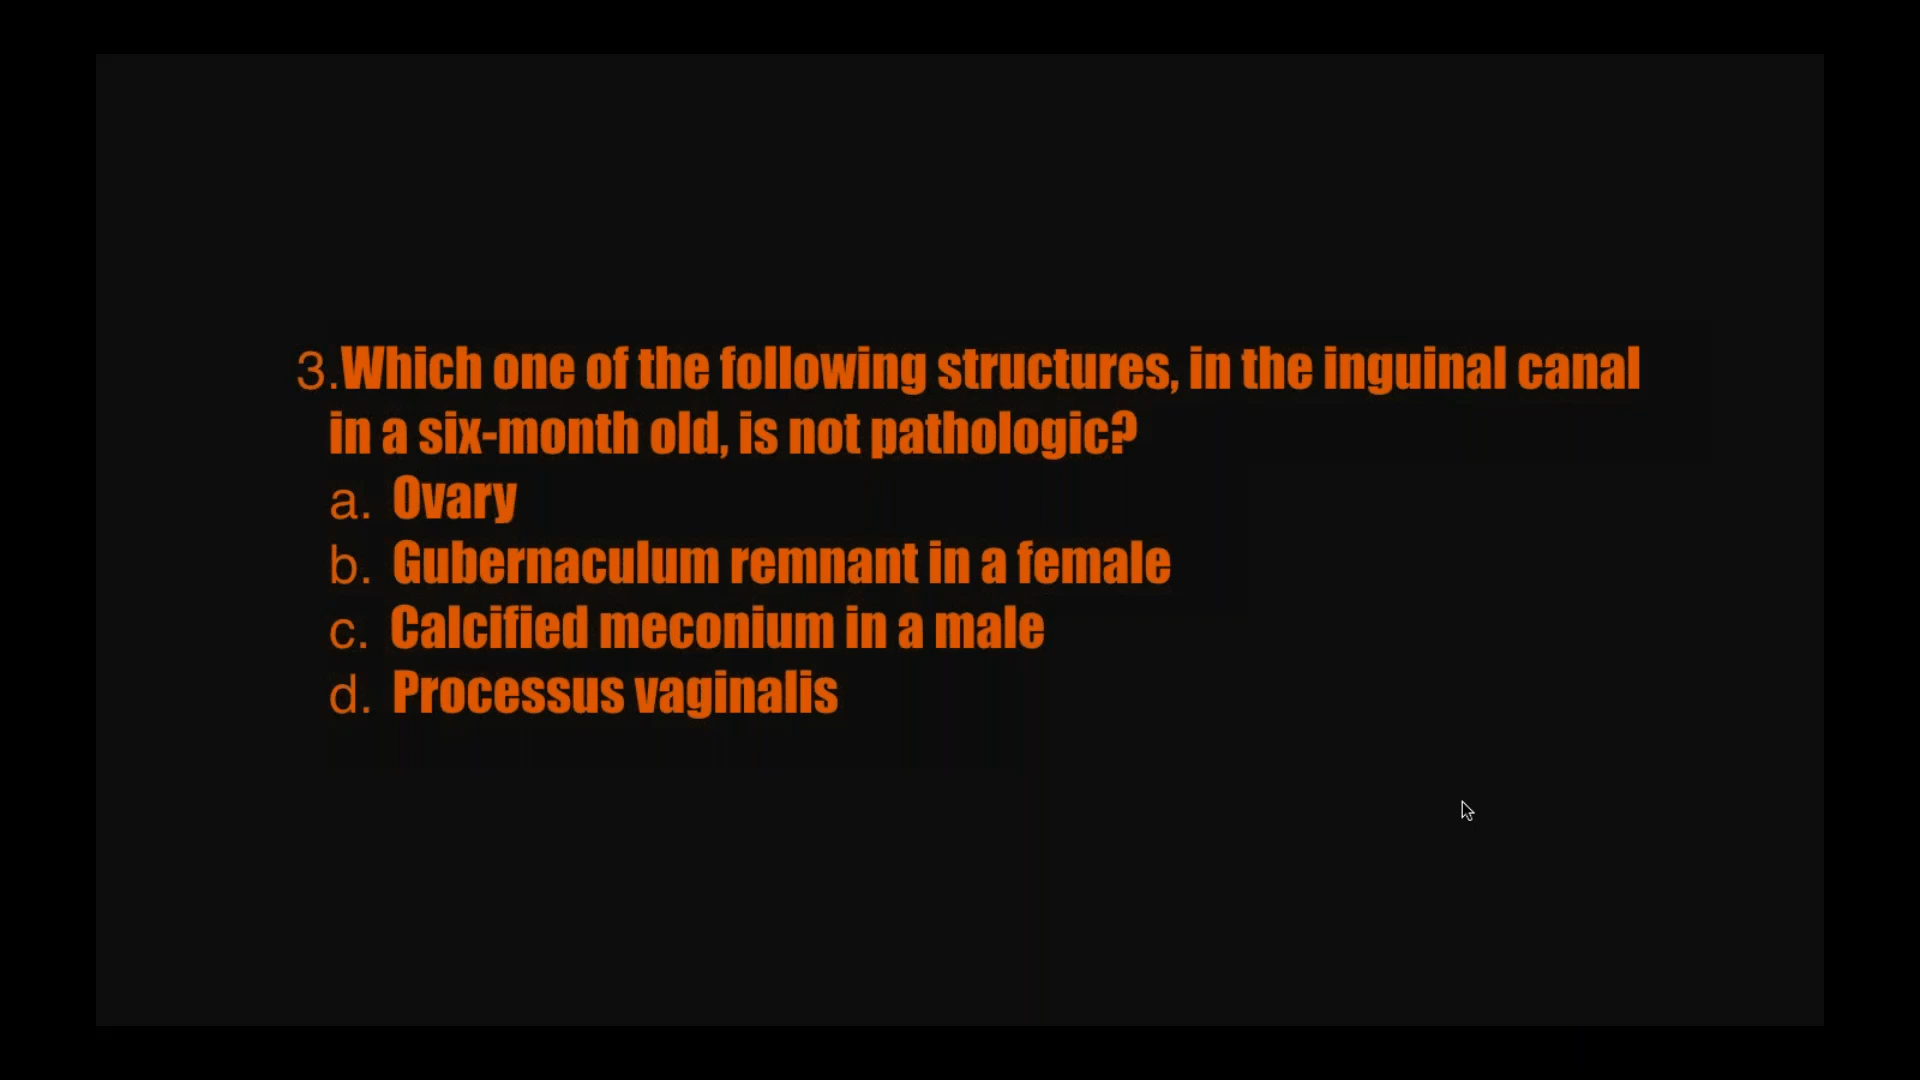 3.Which one of the following structures, in the inguinal canal
in a six-month old, is not pathologic?
a. Ovary
b. Gubernaculum remnant in a female
c. Calcified meconium in a male
d. Processus vaginalis